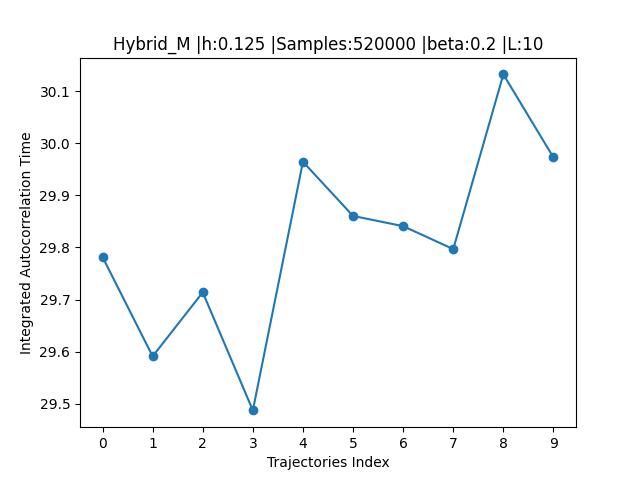 Hybrid_M |h:0.125 |Samples:520000 |beta:0.2 |L:10
30.1
30.0
29.9
29.8
29.7
29.6
29.5
Integrated Autocorrelation Time
0 1 2 3 4 5 6 7 8 9
Trajectories Index